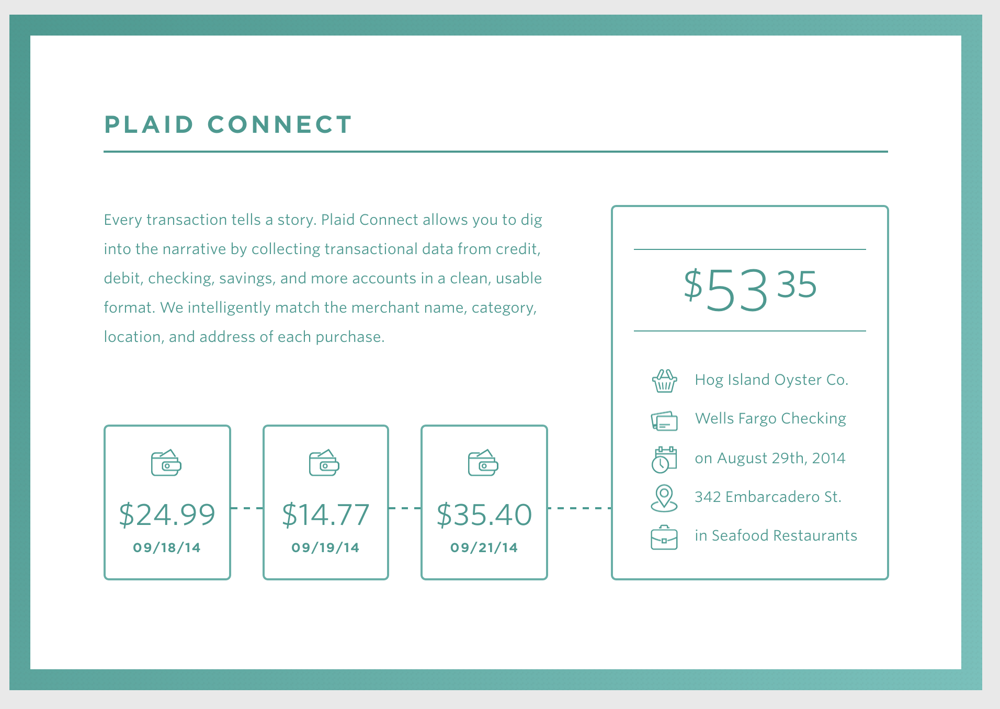 PLAID CONNECT
Every transaction tells a story. Plaid Connect allows you to dig
into the narrative by collecting transactional data from credit,
debit, checking, savings, and more accounts in a clean, usable
format. We intelligently match the merchant name, category,
location, and address of each purchase.
$24.99
09/18/14
$14.77
09/19/14
$35.40
09/21/14
$53 35
Hog Island Oyster Co.
Wells Fargo Checking
on August 29th, 2014
342 Embarcadero St.
in Seafood Restaurants